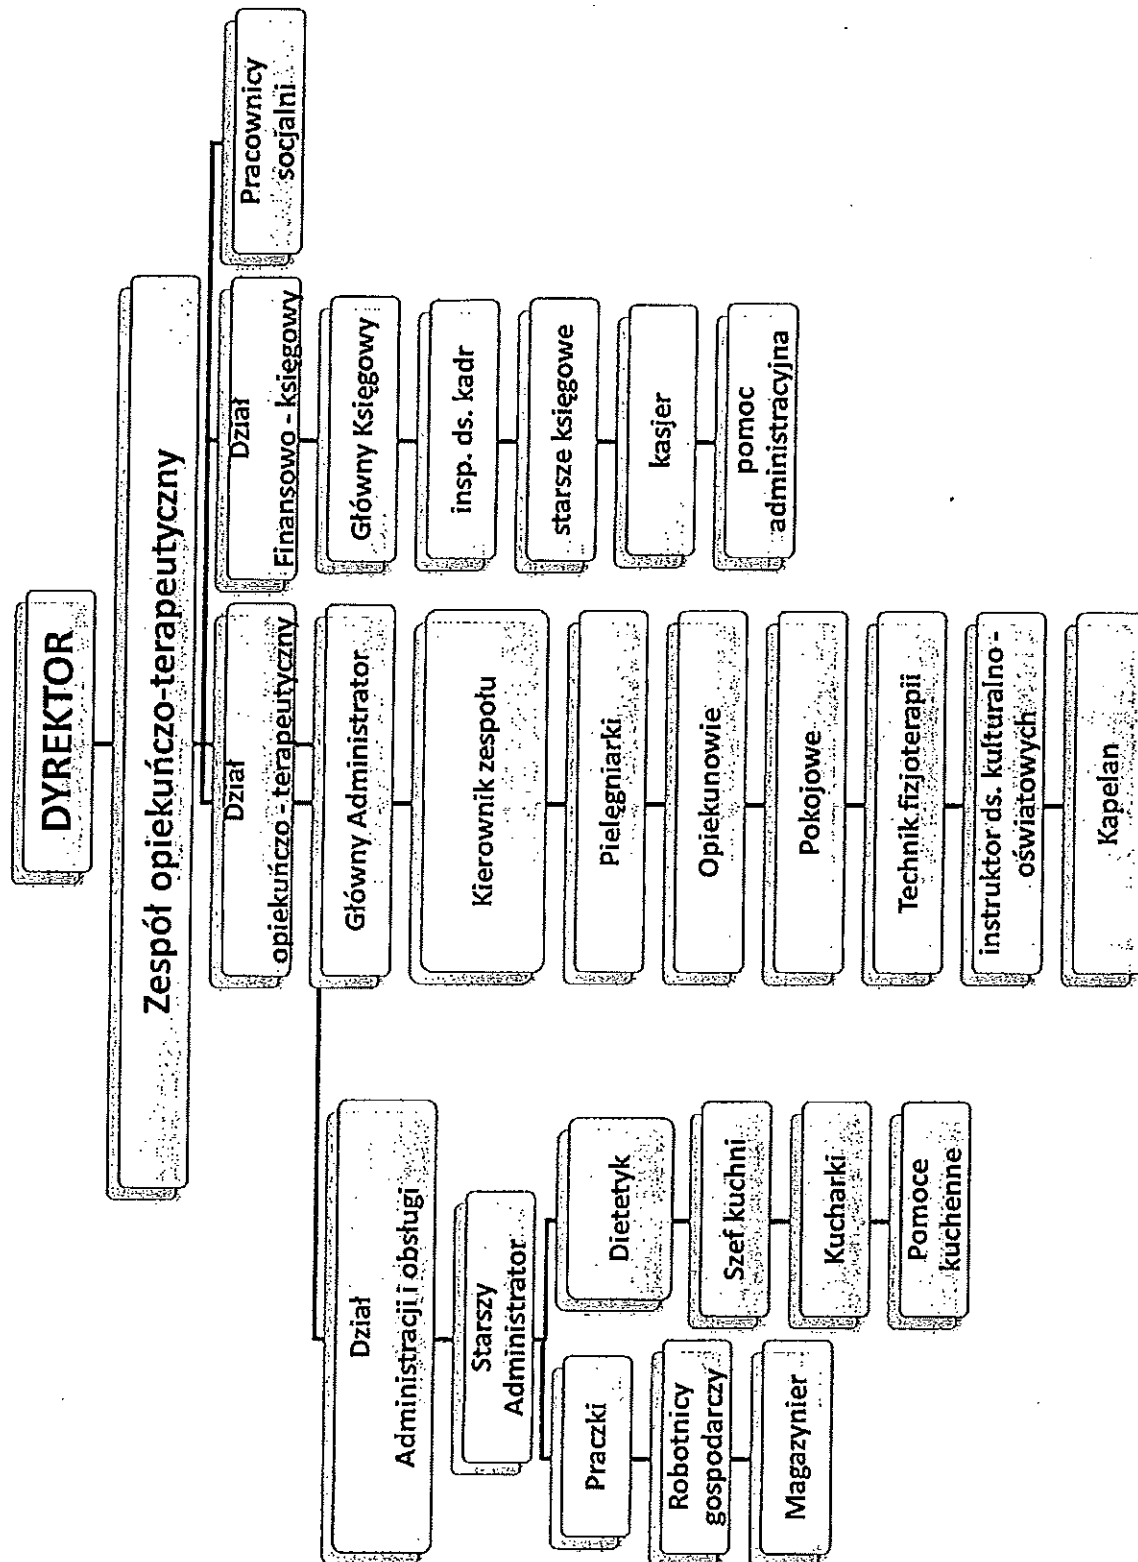 DYREKTOR
Zespół opiekuńczo-terapeutyczny
Dział
Administracji i obsługi
Starszy
Administrator
Praczki
Robotnicy
gospodarczy
Magazynier
Dietetyk
Szef kuchni
Kucharki
Pomoce
kuchenne
Dział
opiekuńczo - terapeutyczny
Główny Administrator
Kierownik zespołu
Pielęgniarki
Opiekunowie
Pokojowe
Technik fizjoterapii
instruktor ds. kulturalno -
oświatowych
Kapelan
Dział
Finansowo - księgowy
Główny Księgowy
insp. ds. kadr
starsze księgowe
kasjer
pomoc
administracyjna
Pracownicy
socjalni